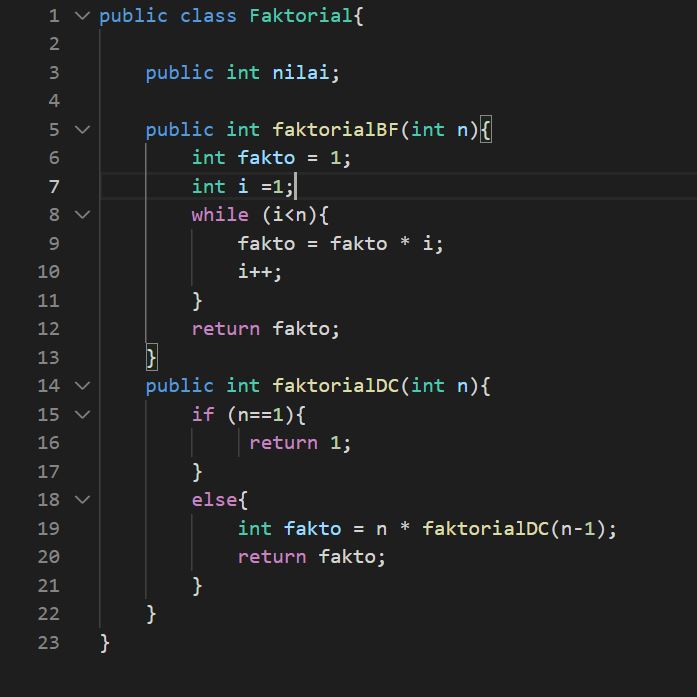 1 public class Faktorial{
2
3 public int nilai;
4
5 public int faktorialBF(int n){
6 int fakto = 1;
7 int i =1;
8 while (i<n){
9 fakto = fakto * i;
10 i++;
11 }
12 return fakto;
13 }
14 public int faktorialDC(int n){
15 if (n==1){
16 return 1;
17 }
18 else{
19 int fakto = n * faktorialDC(n-1);
20 return fakto;
21 }
22 }
23 }